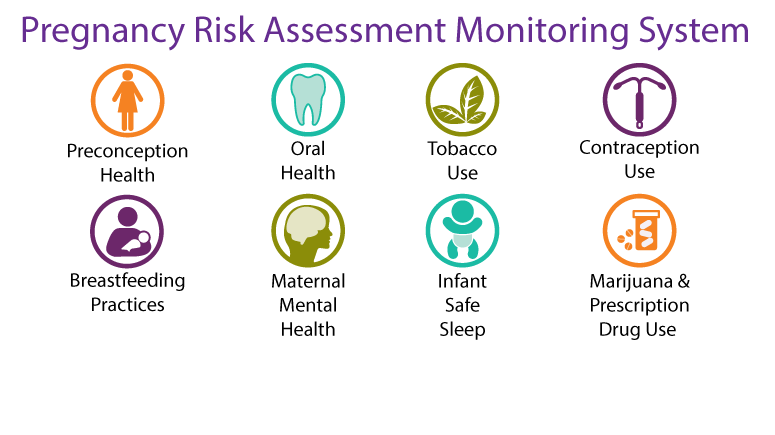 Pregnancy Risk Assessment Monitoring System
Preconception
Health
Oral
Health
Tobacco
Use
Contraception
Use
Breastfeeding
Practices
Maternal
Mental
Health
Infant
Safe
Sleep
Marijuana &
Prescription
Drug Use